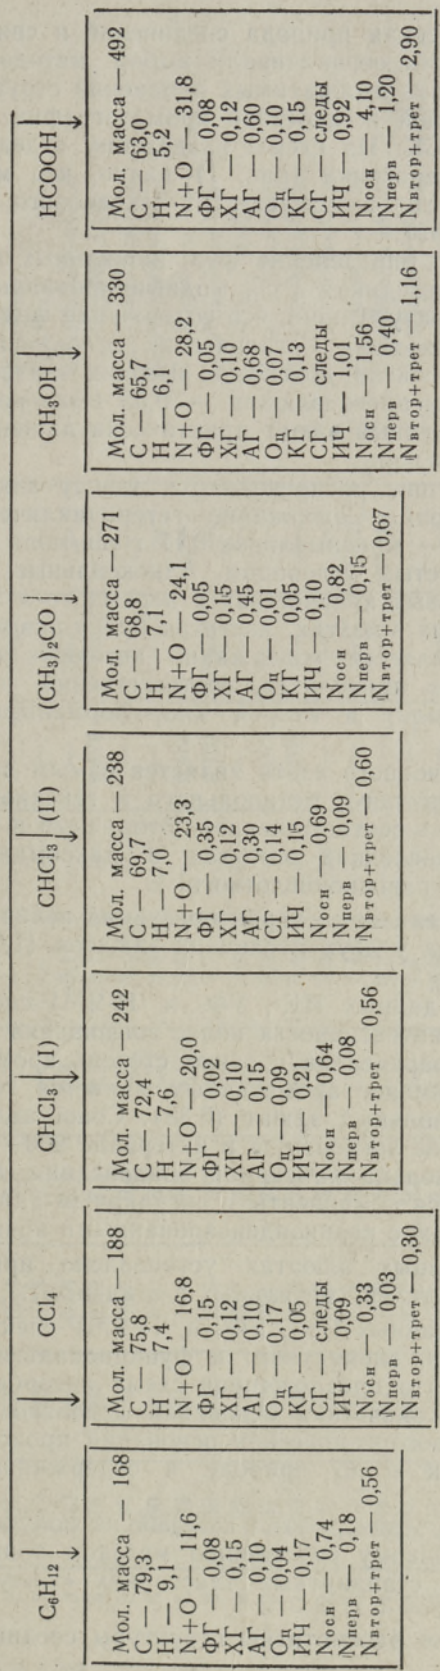 C₆H₁₂
Мол. масса — 168
C — 79,3
H — 9,1
N+O — 11,6
ФГ — 0,08
ХГ — 0,15
АГ — 0,10
Oц — 0,04
ИЧ — 0,17
Nосн — 0,74
Nперв — 0,18
Nвтор+трет — 0,56
CCl₄
Мол. масса — 188
C — 75,8
H — 7,4
N+O — 16,8
ФГ — 0,15
ХГ — 0,12
АГ — 0,10
Oц — 0,17
КГ — 0,05
СГ — следы
ИЧ — 0,09
Nосн — 0,33
Nперв — 0,03
Nвтор+трет — 0,30
CHCl₃ (I)
Мол. масса — 242
C — 72,4
H — 7,6
N+O — 20,0
ФГ — 0,02
ХГ — 0,10
АГ — 0,15
Oц — 0,09
ИЧ — 0,21
Nосн — 0,64
Nперв — 0,08
Nвтор+трет — 0,56
CHCl₃ (II)
Мол. масса — 238
C — 69,7
H — 7,0
N+O — 23,3
ФГ — 0,35
ХГ — 0,12
АГ — 0,30
СГ — 0,14
ИЧ — 0,15
Nосн — 0,69
Nперв — 0,09
Nвтор+трет — 0,60
(CH₃)₂CO
Мол. масса — 271
C — 68,8
H — 7,1
N+O — 24,1
ФГ — 0,05
ХГ — 0,15
АГ — 0,45
Oц — 0,01
КГ — 0,05
ИЧ — 0,10
Nосн — 0,82
Nперв — 0,15
Nвтор+трет — 0,67
CH₃OH
Мол. масса — 330
C — 65,7
H — 6,1
N+O — 28,2
ФГ — 0,05
ХГ — 0,10
АГ — 0,68
Oц — 0,07
КГ — 0,13
СГ — следы
ИЧ — 1,01
Nосн — 1,56
Nперв — 0,40
Nвтор+трет — 1,16
HCOOH
Мол. масса — 492
C — 63,0
H — 5,2
N+O — 31,8
ФГ — 0,08
ХГ — 0,12
АГ — 0,60
Oц — 0,10
КГ — 0,15
СГ — следы
ИЧ — 0,92
Nосн — 4,10
Nперв — 1,20
Nвтор+трет — 2,90